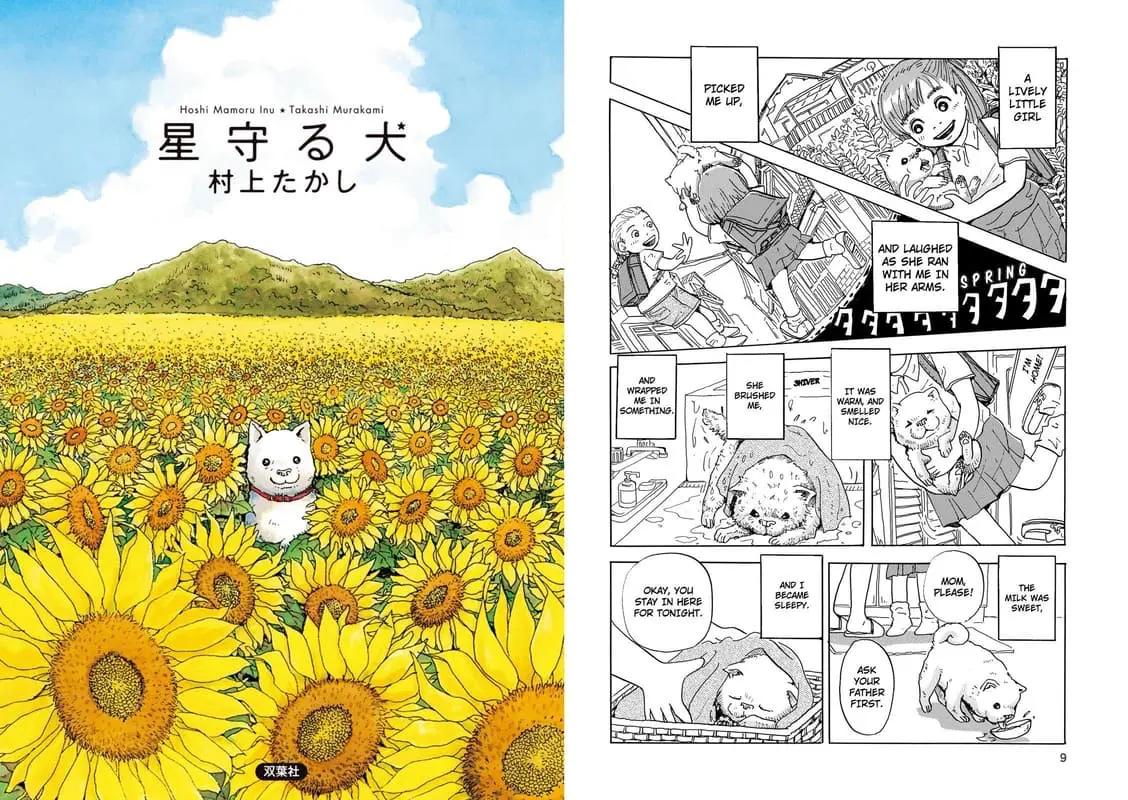 Hoshi Mamoru Inu ★ Takashi Murakami
星守る犬
村上たかし
双葉社
A
LIVELY
LITTLE
GIRL
PICKED
ME UP,
AND LAUGHED
AS SHE RAN
WITH ME IN
HER ARMS.
SPRING
タタタタタタタタタ
I'M
HOME!
IT WAS
WARM, AND
SMELLED
NICE.
SHE
BRUSHED
ME,
SHIVER
AND
WRAPPED
ME IN
SOMETHING.
THE
MILK WAS
SWEET,
MOM,
PLEASE!
ASK
YOUR
FATHER
FIRST.
AND I
BECAME
SLEEPY.
OKAY, YOU
STAY IN HERE
FOR TONIGHT.
9